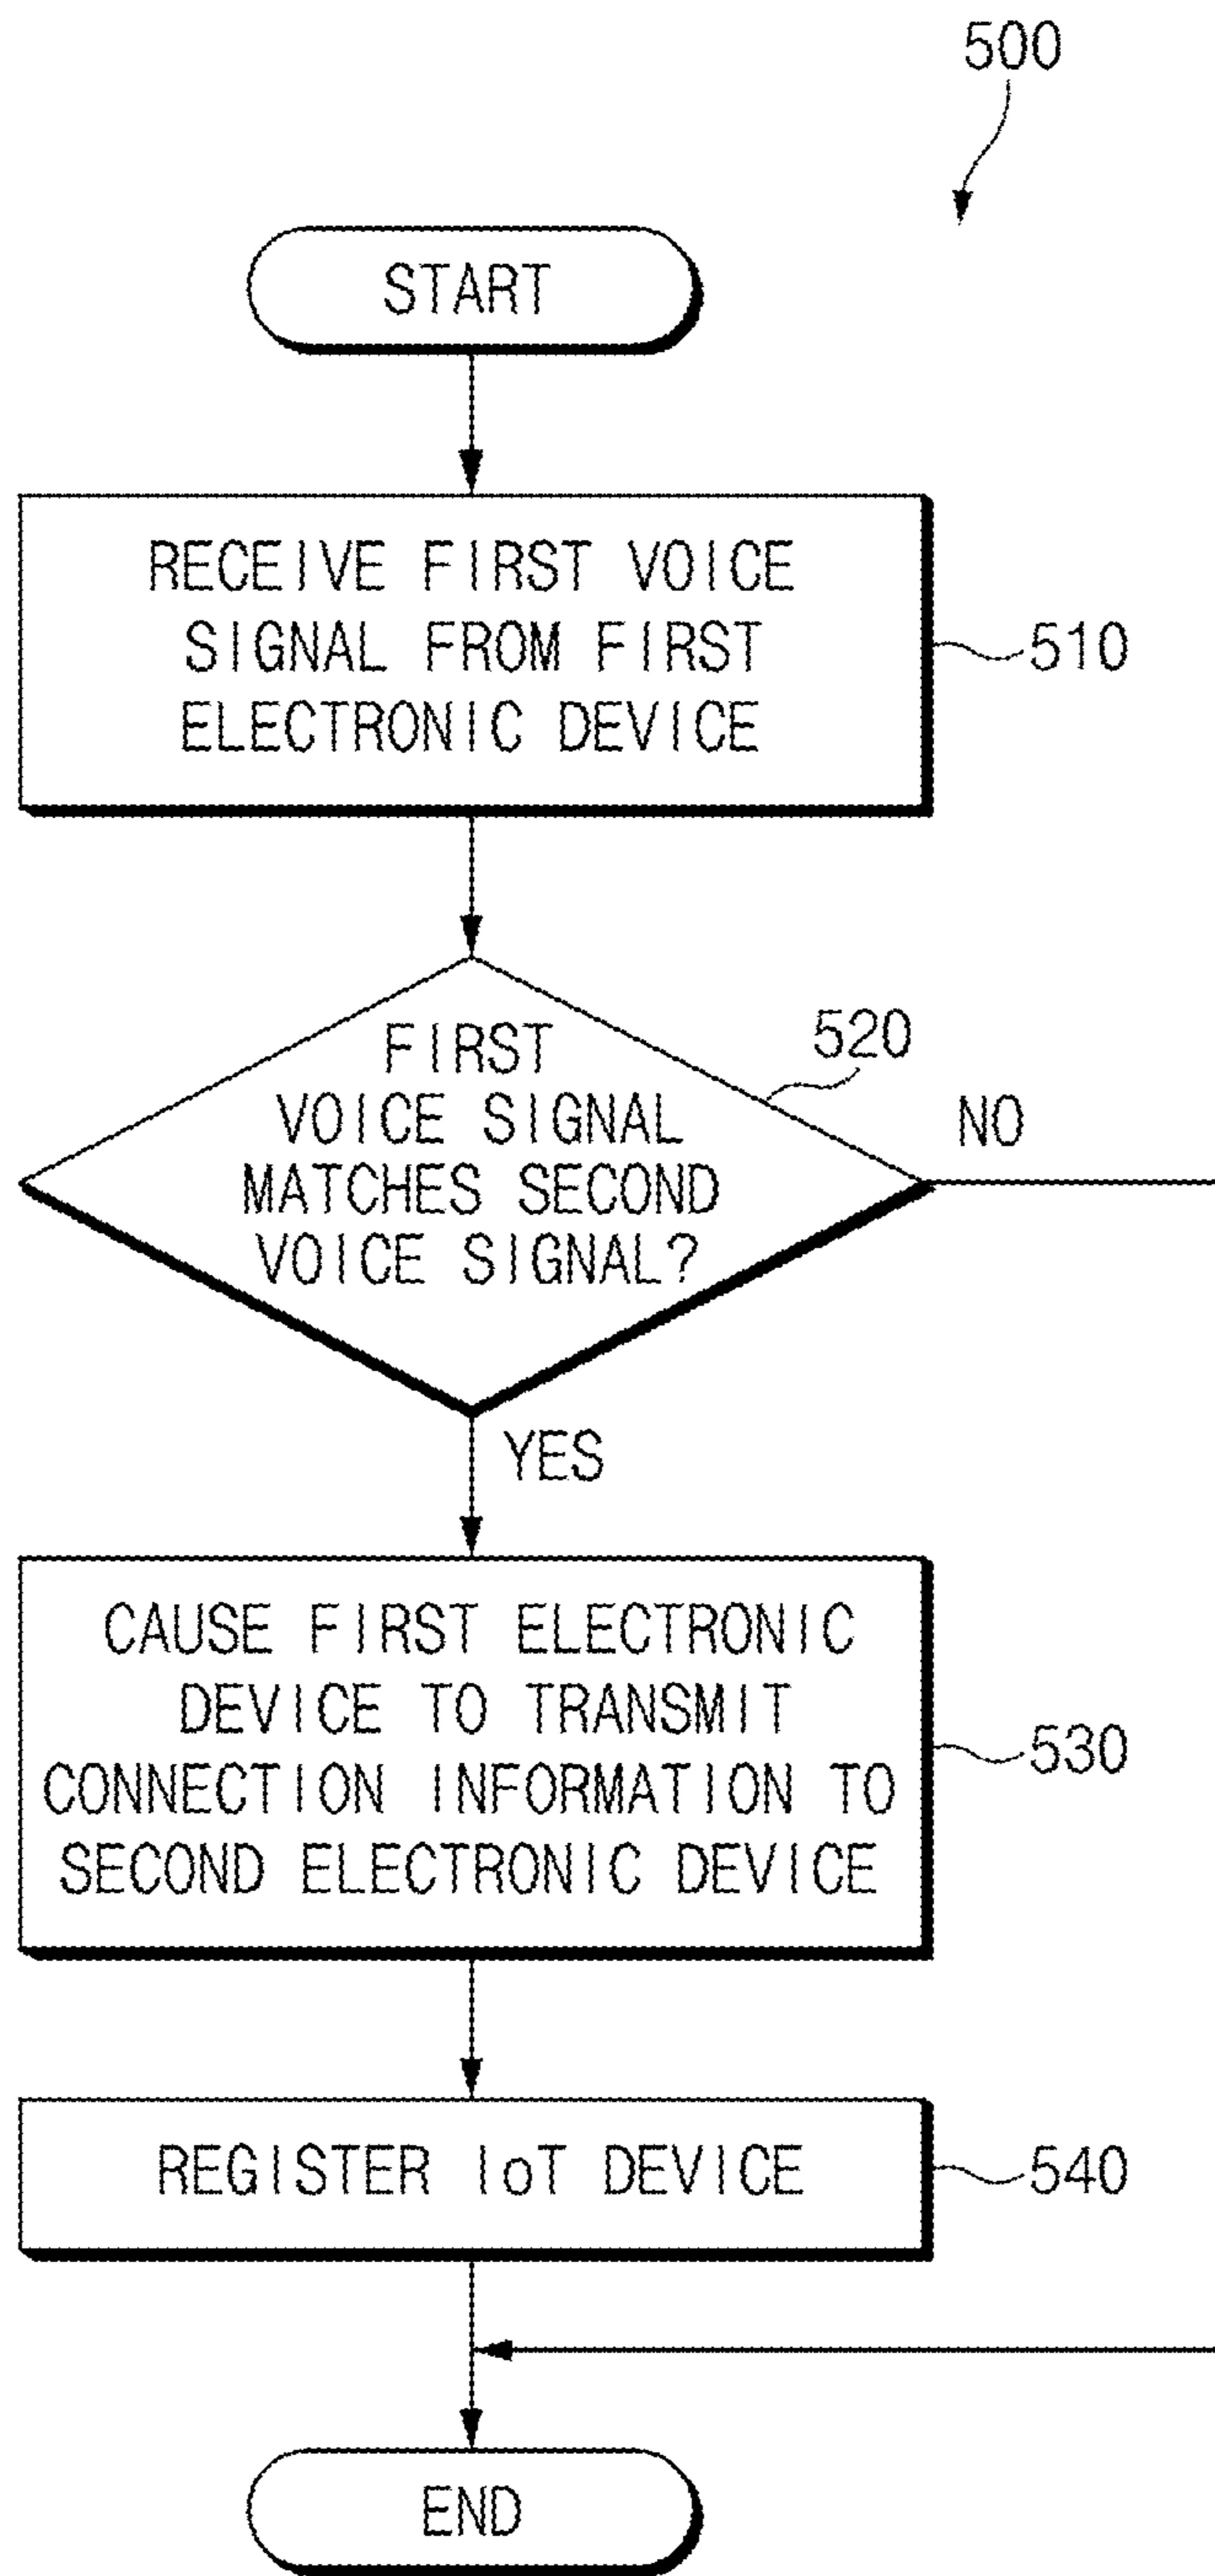 500
START
RECEIVE FIRST VOICE
SIGNAL FROM FIRST
ELECTRONIC DEVICE
510
FIRST
VOICE SIGNAL
MATCHES SECOND
VOICE SIGNAL?
520
NO
YES
CAUSE FIRST ELECTRONIC
DEVICE TO TRANSMIT
CONNECTION INFORMATION TO
SECOND ELECTRONIC DEVICE
530
REGISTER IoT DEVICE
540
END